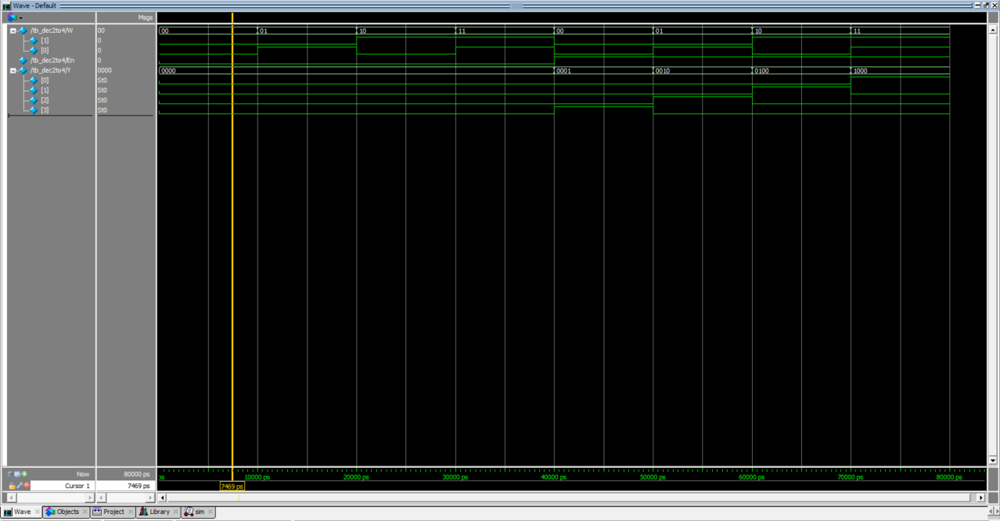 Wave - Default
Msgs
/tb_dec2to4/W 00 00 01 10 11 00 01 10 11
[1] 0
[0] 0
/tb_dec2to4/En 0
/tb_dec2to4/Y 0000 0000 0001 0010 0100 1000
[0] St0
[1] St0
[2] St0
[3] St0
Now 80000 ps ps 10000 ps 20000 ps 30000 ps 40000 ps 50000 ps 60000 ps 70000 ps 80000 ps
Cursor 1 7469 ps 7469 ps
Wave Objects Project Library sim